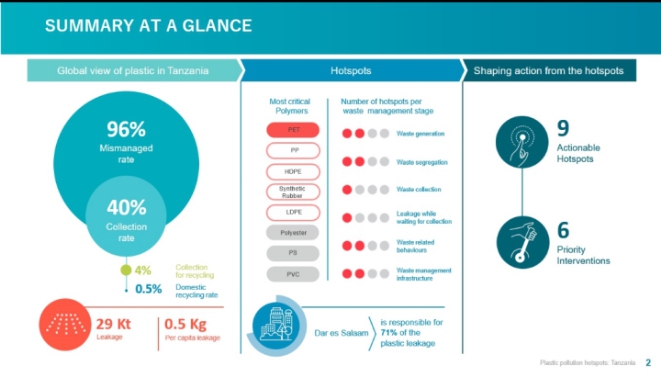 SUMMARY AT A GLANCE
Global view of plastic in Tanzania
Hotspots
Shaping action from the hotspots
96%
Mismanaged
rate
40%
Collection
rate
4%
Collection
for recycling
0.5%
Domestic
recycling rate
29 Kt
Leakage
0.5 Kg
Per capita leakage
Most critical
Polymers
PET
PP
HDPE
Synthetic
Rubber
LDPE
Polyester
PS
PVC
Number of hotspots per
waste management stage
Waste generation
Waste segregation
Waste collection
Leakage while
waiting for collection
Waste related
behaviours
Waste management
infrastructure
Dar es Salaam
is responsible for
71% of the
plastic leakage
9
Actionable
Hotspots
6
Priority
Interventions
Plastic pollution hotspots: Tanzania 2